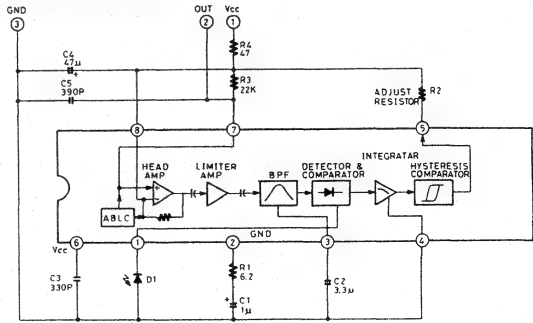 GND
3
OUT
2
Vcc
1
C4
47μ
+
R4
47
C5
390P
R3
22K
ADJUST
RESISTOR
R2
8
7
5
HEAD
AMP
LIMITER
AMP
BPF
DETECTOR &
COMPARATOR
INTEGRATAR
HYSTERESIS
COMPARATOR
+
-
ABLC
GND
6
Vcc
1
2
3
4
C3
330P
D1
R1
6.2
+
C1
1μ
C2
3.3μ